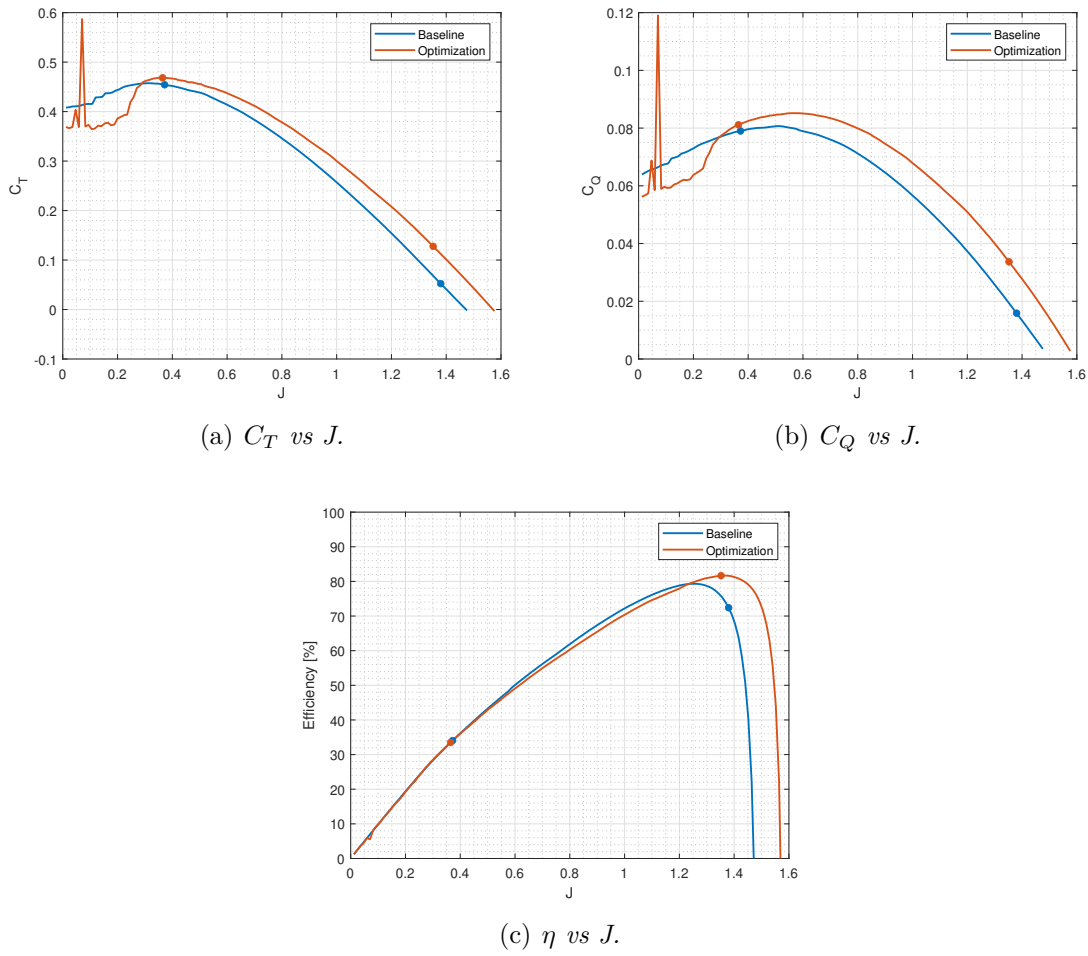 0.6
0.5
0.4
0.3
0.2
0.1
0
-0.1
C_T
0 0.2 0.4 0.6 0.8 1 1.2 1.4 1.6
J
Baseline
Optimization
(a) C_T vs J.
0.12
0.1
0.08
0.06
0.04
0.02
0
C_Q
0 0.2 0.4 0.6 0.8 1 1.2 1.4 1.6
J
Baseline
Optimization
(b) C_Q vs J.
100
90
80
70
60
50
40
30
20
10
0
Efficiency [%]
0 0.2 0.4 0.6 0.8 1 1.2 1.4 1.6
J
Baseline
Optimization
(c) η vs J.